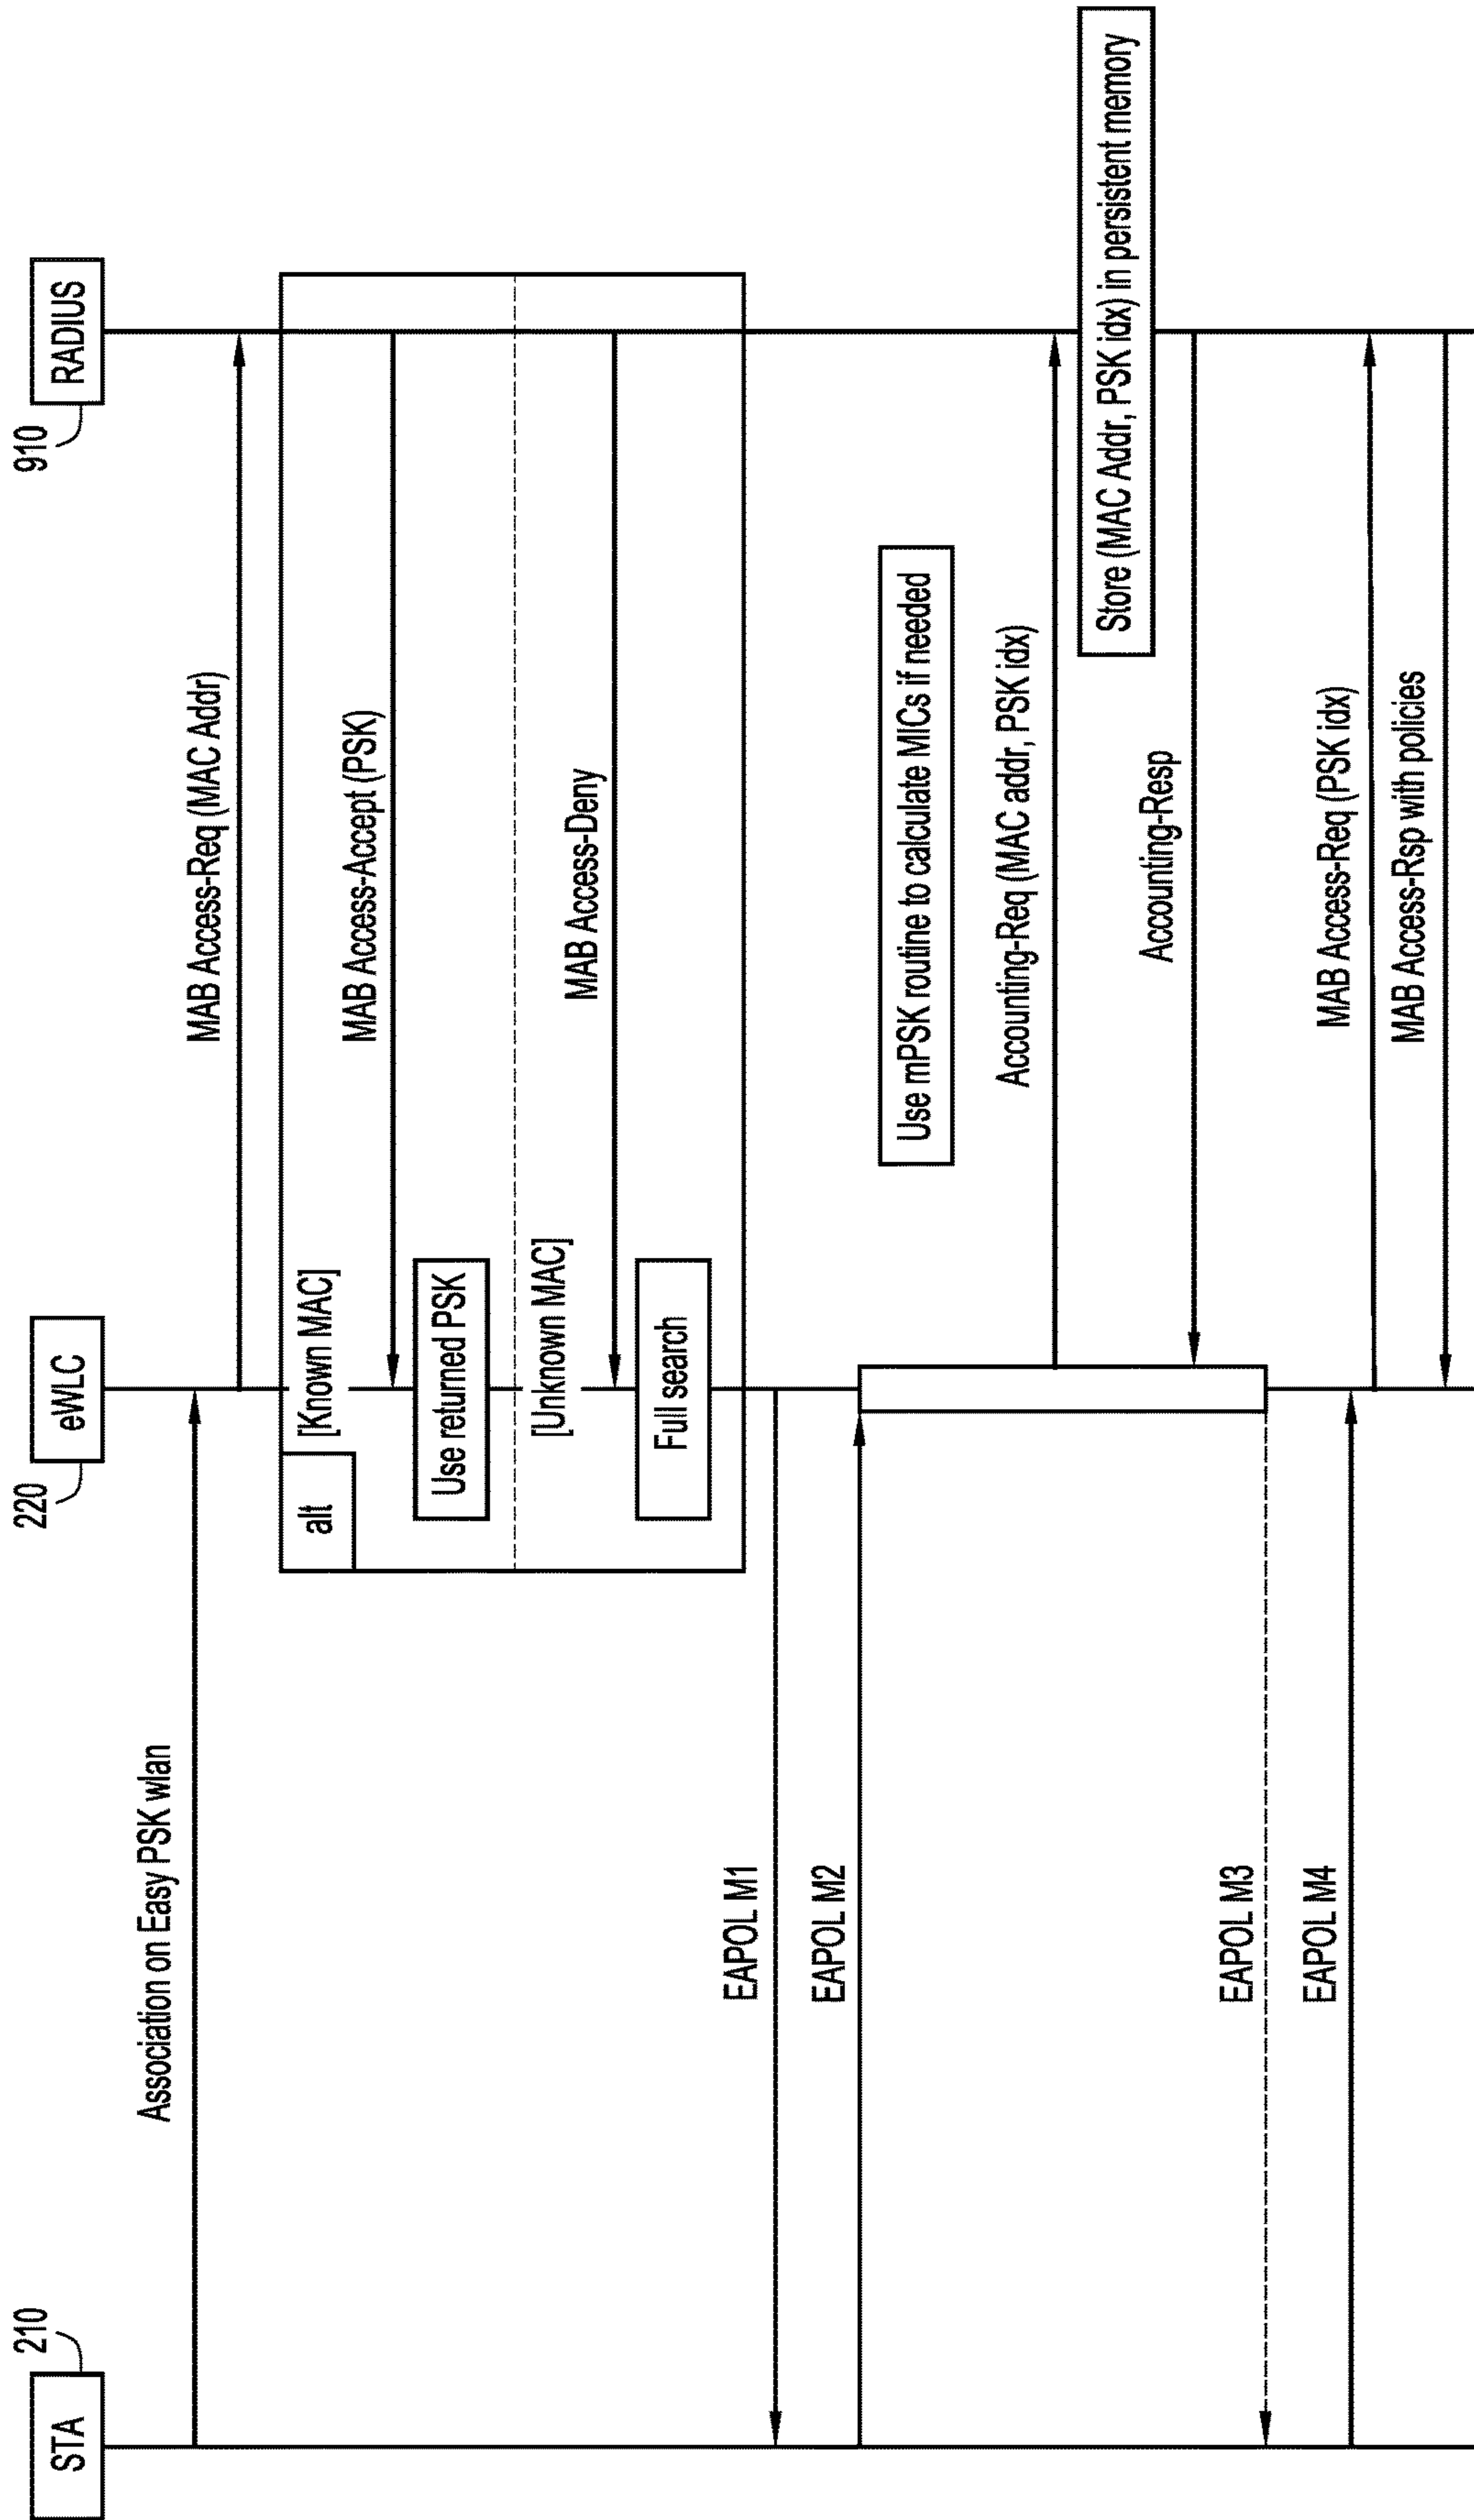 210
STA
220
eWLC
910
RADIUS
Association on Easy PSK wlan
MAB Access-Req (MAC Addr)
alt
[Known MAC]
MAB Access-Accept (PSK)
Use returned PSK
[Unknown MAC]
MAB Access-Deny
Full search
EAPOL M1
EAPOL M2
Use mPSK routine to calculate MICs if needed
Accounting-Req (MAC addr, PSK idx)
Store (MAC Addr, PSK idx) in persistent memory
Accounting-Resp
EAPOL M3
EAPOL M4
MAB Access-Req (PSK idx)
MAB Access-Rsp with policies